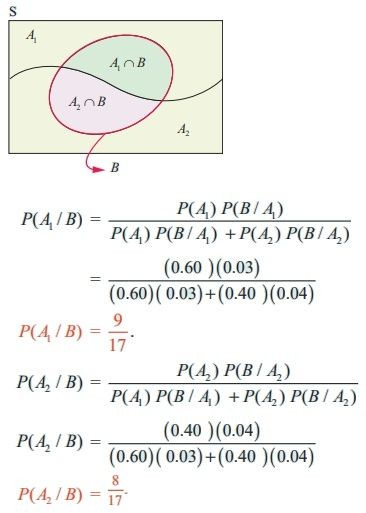 S
A₁
A₁ ∩ B
A₂ ∩ B
A₂
B
P(A₁ / B) = P(A₁) P(B / A₁) / P(A₁) P(B / A₁) + P(A₂) P(B / A₂)
= (0.60 )(0.03) / (0.60)( 0.03)+(0.40 )(0.04)
P(A₁ / B) = 9/17.
P(A₂ / B) = P(A₂) P(B / A₂) / P(A₁) P(B / A₁) + P(A₂) P(B / A₂)
P(A₂ / B) = (0.40 )(0.04) / (0.60)( 0.03)+(0.40 )(0.04)
P(A₂ / B) = 8/17.